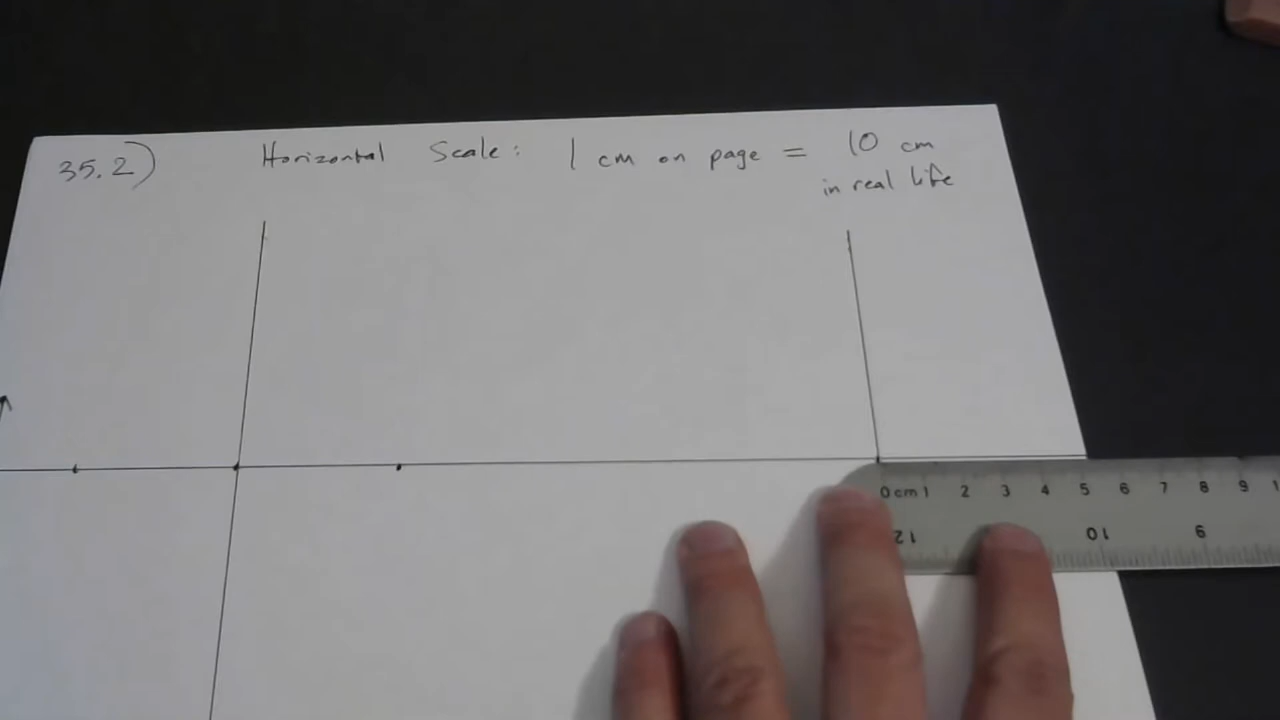 35.2) Horizontal Scale: 1 cm on page = 10 cm
in real life
0 cm 1 2 3 4 5 6 7 8 9 1
12 10 9